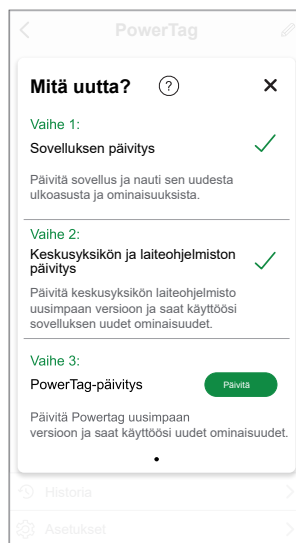 PowerTag
Mitä uutta?
?
Vaihe 1:
Sovelluksen päivitys
Päivitä sovellus ja nauti sen uudesta
ulkoasusta ja ominaisuuksista.
Vaihe 2:
Keskusyksikön ja laiteohjelmiston
päivitys
Päivitä keskusyksikön laiteohjelmisto
uusimpaan versioon ja saat käyttöösi
sovelluksen uudet ominaisuudet.
Vaihe 3:
PowerTag-päivitys
Päivitä
Päivitä Powertag uusimpaan
versioon ja saat käyttöösi uudet ominaisuudet.
Historia
Asetukset